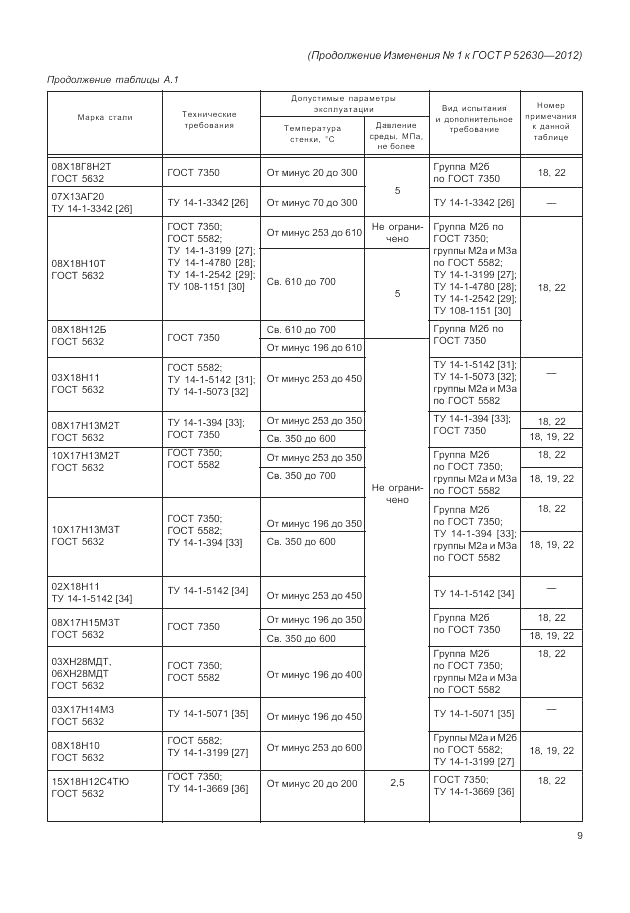 (Продолжение Изменения № 1 к ГОСТ Р 52630—2012)
Продолжение таблицы А.1
Марка стали
Технические
требования
Допустимые параметры
эксплуатации
Температура
стенки, °С
Давление
среды, МПа,
не более
Вид испытания
и дополнительное
требование
Номер
примечания
к данной
таблице
08Х18Г8Н2Т
ГОСТ 5632
ГОСТ 7350
От минус 20 до 300
5
Группа М2б
по ГОСТ 7350
18, 22
07Х13АГ20
ТУ 14-1-3342 [26]
ТУ 14-1-3342 [26]
От минус 70 до 300
ТУ 14-1-3342 [26]
—
08Х18Н10Т
ГОСТ 5632
ГОСТ 7350;
ГОСТ 5582;
ТУ 14-1-3199 [27];
ТУ 14-1-4780 [28];
ТУ 14-1-2542 [29];
ТУ 108-1151 [30]
От минус 253 до 610
Не ограни-
чено
Св. 610 до 700
5
Группа М2б по
ГОСТ 7350;
группы М2а и М3а
по ГОСТ 5582;
ТУ 14-1-3199 [27];
ТУ 14-1-4780 [28];
ТУ 14-1-2542 [29];
ТУ 108-1151 [30]
18, 22
08Х18Н12Б
ГОСТ 5632
ГОСТ 7350
Св. 610 до 700
От минус 196 до 610
Группа М2б по
ГОСТ 7350
—
03Х18Н11
ГОСТ 5632
ГОСТ 5582;
ТУ 14-1-5142 [31];
ТУ 14-1-5073 [32]
От минус 253 до 450
ТУ 14-1-5142 [31];
ТУ 14-1-5073 [32];
группы М2а и М3а
по ГОСТ 5582
08Х17Н13М2Т
ГОСТ 5632
ТУ 14-1-394 [33];
ГОСТ 7350
От минус 253 до 350
Св. 350 до 600
ТУ 14-1-394 [33];
ГОСТ 7350
18, 22
18, 19, 22
10Х17Н13М2Т
ГОСТ 5632
ГОСТ 7350;
ГОСТ 5582
От минус 253 до 350
Св. 350 до 700
Не ограни-
чено
Группа М2б
по ГОСТ 7350;
группы М2а и М3а
по ГОСТ 5582
18, 22
18, 19, 22
10Х17Н13М3Т
ГОСТ 5632
ГОСТ 7350;
ГОСТ 5582;
ТУ 14-1-394 [33]
От минус 196 до 350
Св. 350 до 600
Группа М2б
по ГОСТ 7350;
ТУ 14-1-394 [33];
группы М2а и М3а
по ГОСТ 5582
18, 22
18, 19, 22
02Х18Н11
ТУ 14-1-5142 [34]
ТУ 14-1-5142 [34]
От минус 253 до 450
ТУ 14-1-5142 [34]
—
08Х17Н15М3Т
ГОСТ 5632
ГОСТ 7350
От минус 196 до 350
Св. 350 до 600
Группа М2б
по ГОСТ 7350
18, 22
18, 19, 22
03ХН28МДТ,
06ХН28МДТ
ГОСТ 5632
ГОСТ 7350;
ГОСТ 5582
От минус 196 до 400
Группа М2б
по ГОСТ 7350;
группы М2а и М3а
по ГОСТ 5582
18, 22
03Х17Н14М3
ГОСТ 5632
ТУ 14-1-5071 [35]
От минус 196 до 450
ТУ 14-1-5071 [35]
—
08Х18Н10
ГОСТ 5632
ГОСТ 5582;
ТУ 14-1-3199 [27]
От минус 253 до 600
Группы М2а и М2б
по ГОСТ 5582;
ТУ 14-1-3199 [27]
18, 19, 22
15Х18Н12С4ТЮ
ГОСТ 5632
ГОСТ 7350;
ТУ 14-1-3669 [36]
От минус 20 до 200
2,5
ГОСТ 7350;
ТУ 14-1-3669 [36]
18, 22
9